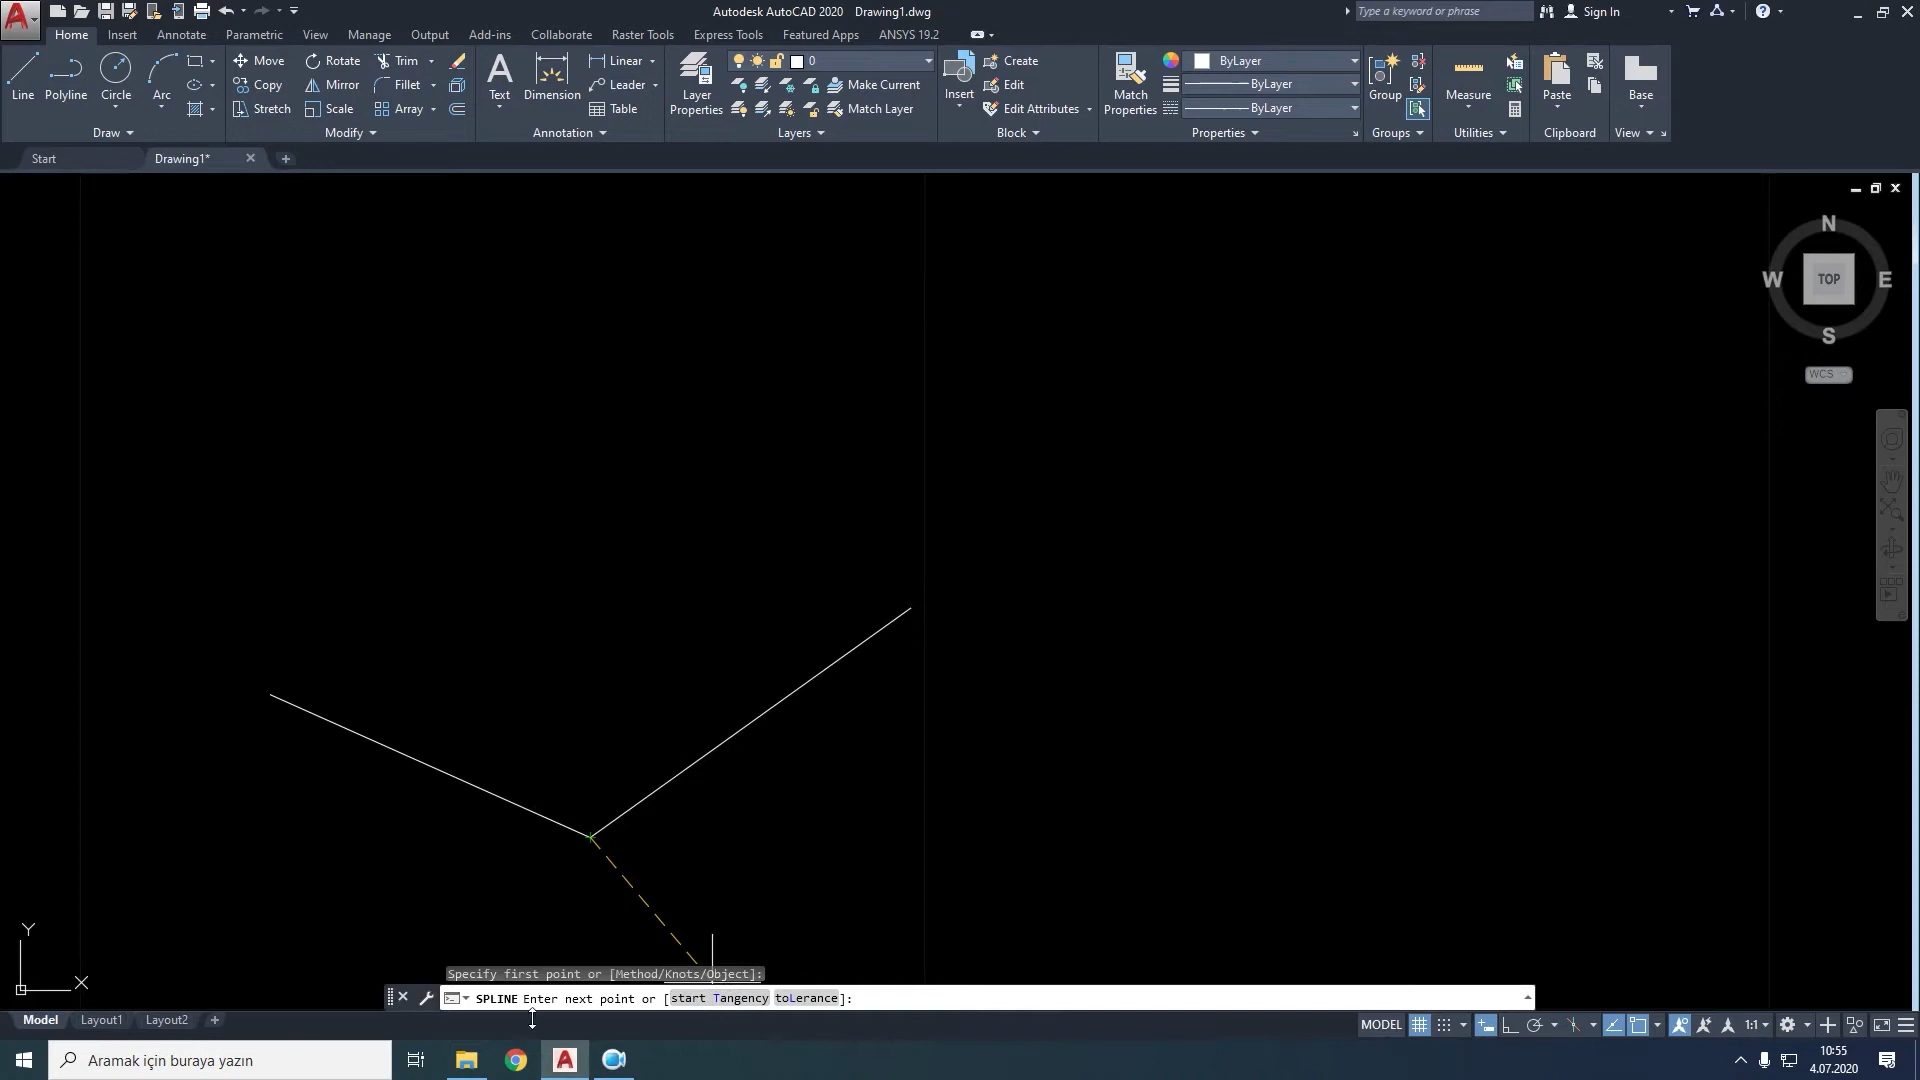 Autodesk AutoCAD 2020 Drawing1.dwg
Type a keyword or phrase
Sign In
Home Insert Annotate Parametric View Manage Output Add-ins Collaborate Raster Tools Express Tools Featured Apps ANSYS 19.2
Line Polyline Circle Arc
Draw
Move Rotate Trim
Copy Mirror Fillet
Stretch Scale Array
Modify
Text Dimension
Linear
Leader
Table
Annotation
Layer Properties
0
Make Current
Match Layer
Layers
Insert
Create
Edit
Edit Attributes
Block
Match Properties
ByLayer
ByLayer
ByLayer
Properties
Group
Groups
Measure
Utilities
Paste
Clipboard
Base
View
Start Drawing1*
N
W TOP E
S
WCS
Y
X
Specify first point or [Method/Knots/Object]:
SPLINE Enter next point or [start Tangency toLerance]:
Model Layout1 Layout2
MODEL 1:1
Aramak için buraya yazın
10:55
4.07.2020